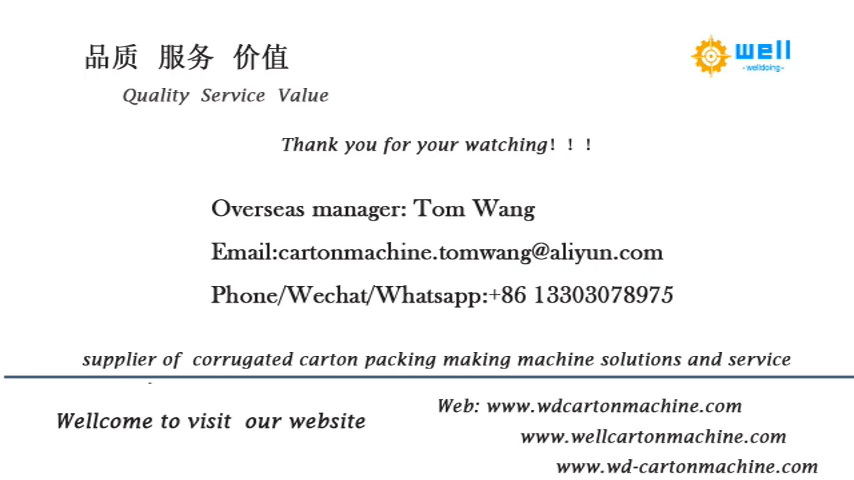 品质 服务 价值
Quality Service Value
well
-welldoing-
Thank you for your watching！！！
Overseas manager: Tom Wang
Email:cartonmachine.tomwang@aliyun.com
Phone/Wechat/Whatsapp:+86 13303078975
supplier of corrugated carton packing making machine solutions and service
Wellcome to visit our website
Web: www.wdcartonmachine.com
www.wellcartonmachine.com
www.wd-cartonmachine.com